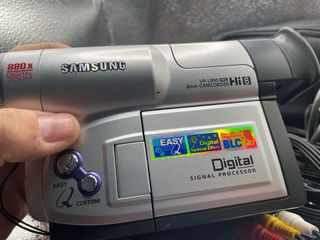 880x
DIGITAL
ZOOM
SAMSUNG
VP-L900 PAL Hi8
8mm CAMCORDER
EASY
Q
Digital
Special Effect
BLC
EASY
Q
CUSTOM
Digital
SIGNAL PROCESSOR